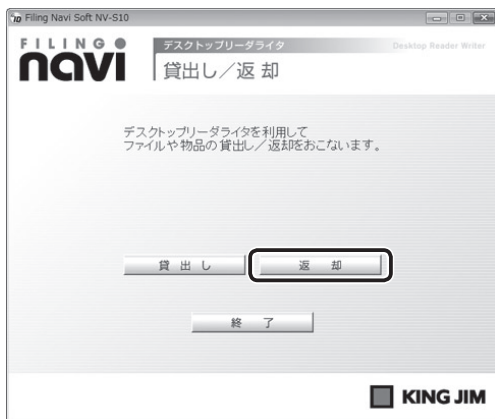 Filing Navi Soft NV-S10
FILING
navi
デスクトップリーダライタ
Desktop Reader Writer
貸出し／返 却
デスクトップリーダライタを利用して
ファイルや物品の貸出し／返却をおこないます。
貸 出 し
返 却
終 了
KING JIM